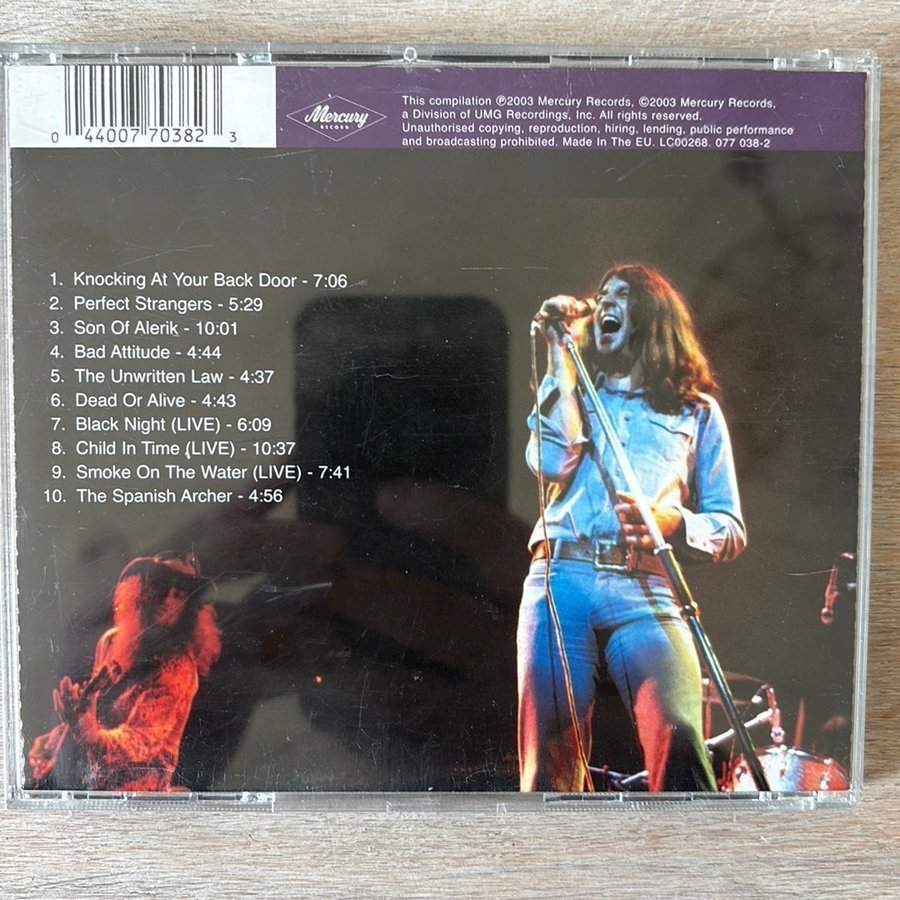 0 44007 70382 3
Mercury
RECORD
This compilation ℗2003 Mercury Records, ©2003 Mercury Records,
a Division of UMG Recordings, Inc. All rights reserved.
Unauthorised copying, reproduction, hiring, lending, public performance
and broadcasting prohibited. Made In The EU. LC00268. 077 038-2
1. Knocking At Your Back Door - 7:06
2. Perfect Strangers - 5:29
3. Son Of Alerik - 10:01
4. Bad Attitude - 4:44
5. The Unwritten Law - 4:37
6. Dead Or Alive - 4:43
7. Black Night (LIVE) - 6:09
8. Child In Time (LIVE) - 10:37
9. Smoke On The Water (LIVE) - 7:41
10. The Spanish Archer - 4:56